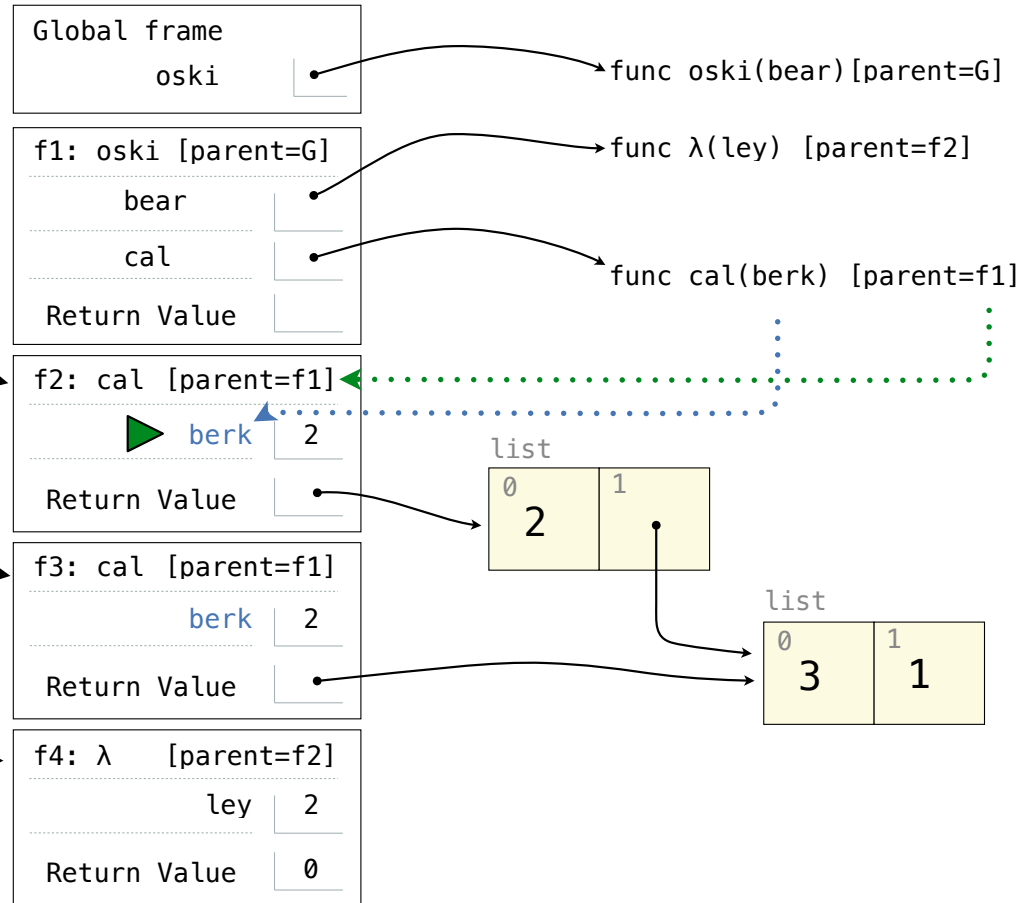 Global frame
oski
func oski(bear)[parent=G]
f1: oski [parent=G]
func λ(ley) [parent=f2]
bear
cal
func cal(berk) [parent=f1]
Return Value
f2: cal [parent=f1]
berk 2
list
0 1
2
Return Value
f3: cal [parent=f1]
berk 2
list
0 1
3 1
Return Value
f4: λ [parent=f2]
ley 2
Return Value 0